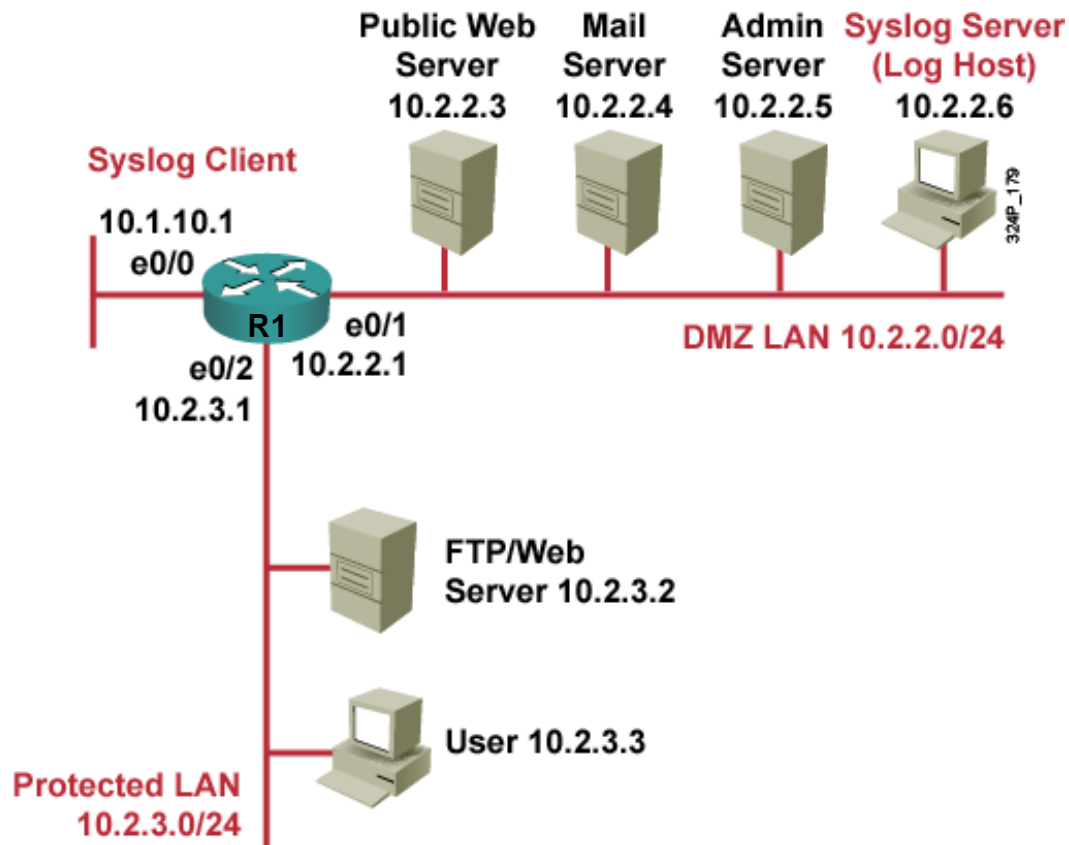 Public Web
Server
10.2.2.3
Mail
Server
10.2.2.4
Admin
Server
10.2.2.5
Syslog Server
(Log Host)
10.2.2.6
324P_179
Syslog Client
10.1.10.1
e0/0
R1
e0/1
10.2.2.1
DMZ LAN 10.2.2.0/24
e0/2
10.2.3.1
FTP/Web
Server 10.2.3.2
User 10.2.3.3
Protected LAN
10.2.3.0/24